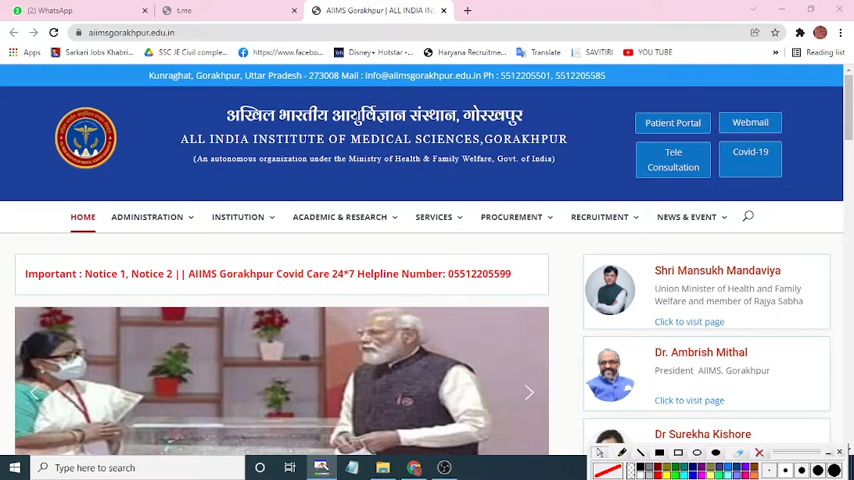 (2) WhatsApp
t.me
AIIMS Gorakhpur | ALL INDIA INS
aiimsgorakhpur.edu.in
Apps
Sarkari Jobs Khabri...
SSC JE Civil comple...
https://www.facebo...
Disney+ Hotstar -...
Haryana Recruitme...
Translate
SAVITIRI
YOU TUBE
»
Reading list
Kunraghat, Gorakhpur, Uttar Pradesh - 273008 Mail : info@aiimsgorakhpur.edu.in Ph : 5512205501, 5512205585
अखिल भारतीय आयुर्विज्ञान संस्थान, गोरखपुर
ALL INDIA INSTITUTE OF MEDICAL SCIENCES,GORAKHPUR
(An autonomous organization under the Ministry of Health & Family Welfare, Govt. of India)
Patient Portal
Webmail
Tele
Consultation
Covid-19
HOME
ADMINISTRATION
INSTITUTION
ACADEMIC & RESEARCH
SERVICES
PROCUREMENT
RECRUITMENT
NEWS & EVENT
Important : Notice 1, Notice 2 || AIIMS Gorakhpur Covid Care 24*7 Helpline Number: 05512205599
Shri Mansukh Mandaviya
Union Minister of Health and Family
Welfare and member of Rajya Sabha
Click to visit page
Dr. Ambrish Mithal
President AIIMS, Gorakhpur
Click to visit page
Dr Surekha Kishore
Type here to search